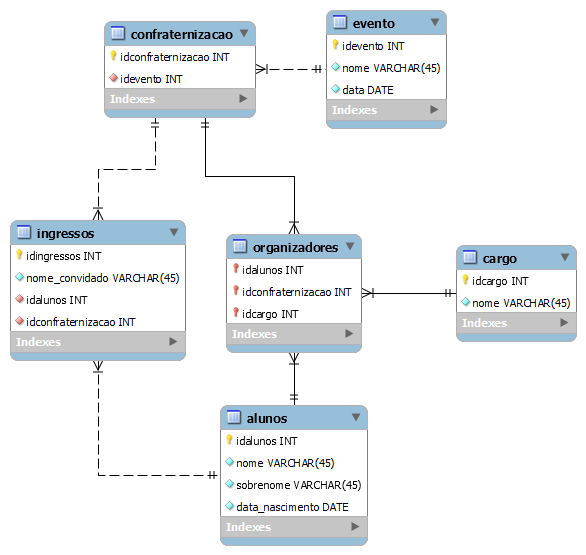 confraternizacao
idconfraternizacao INT
idevento INT
Indexes
evento
idevento INT
nome VARCHAR(45)
data DATE
Indexes
ingressos
idingressos INT
nome_convidado VARCHAR(45)
idalunos INT
idconfraternizacao INT
Indexes
organizadores
idalunos INT
idconfraternizacao INT
idcargo INT
Indexes
cargo
idcargo INT
nome VARCHAR(45)
Indexes
alunos
idalunos INT
nome VARCHAR(45)
sobrenome VARCHAR(45)
data_nascimento DATE
Indexes